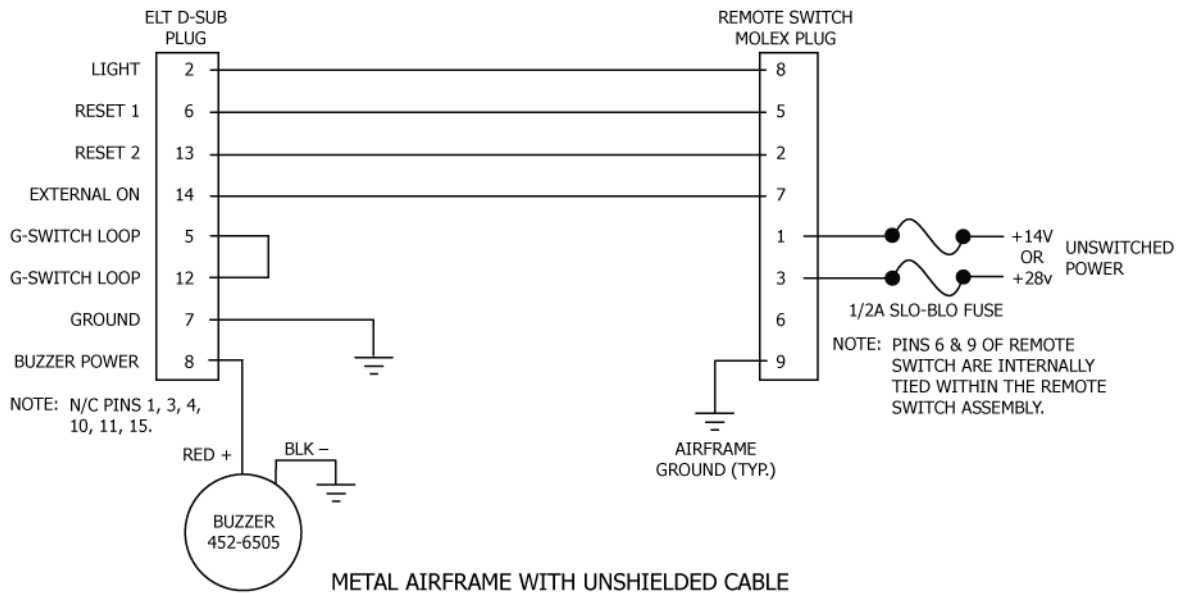 ELT D-SUB
PLUG
REMOTE SWITCH
MOLEX PLUG
LIGHT 2 8
RESET 1 6 5
RESET 2 13 2
EXTERNAL ON 14 7
G-SWITCH LOOP 5 1 +14V
OR
UNSWITCHED
POWER
G-SWITCH LOOP 12 3 +28v
1/2A SLO-BLO FUSE
GROUND 7 6
BUZZER POWER 8 9
NOTE: PINS 6 & 9 OF REMOTE
SWITCH ARE INTERNALLY
TIED WITHIN THE REMOTE
SWITCH ASSEMBLY.
NOTE: N/C PINS 1, 3, 4,
10, 11, 15.
RED +
BLK –
AIRFRAME
GROUND (TYP.)
BUZZER
452-6505
METAL AIRFRAME WITH UNSHIELDED CABLE